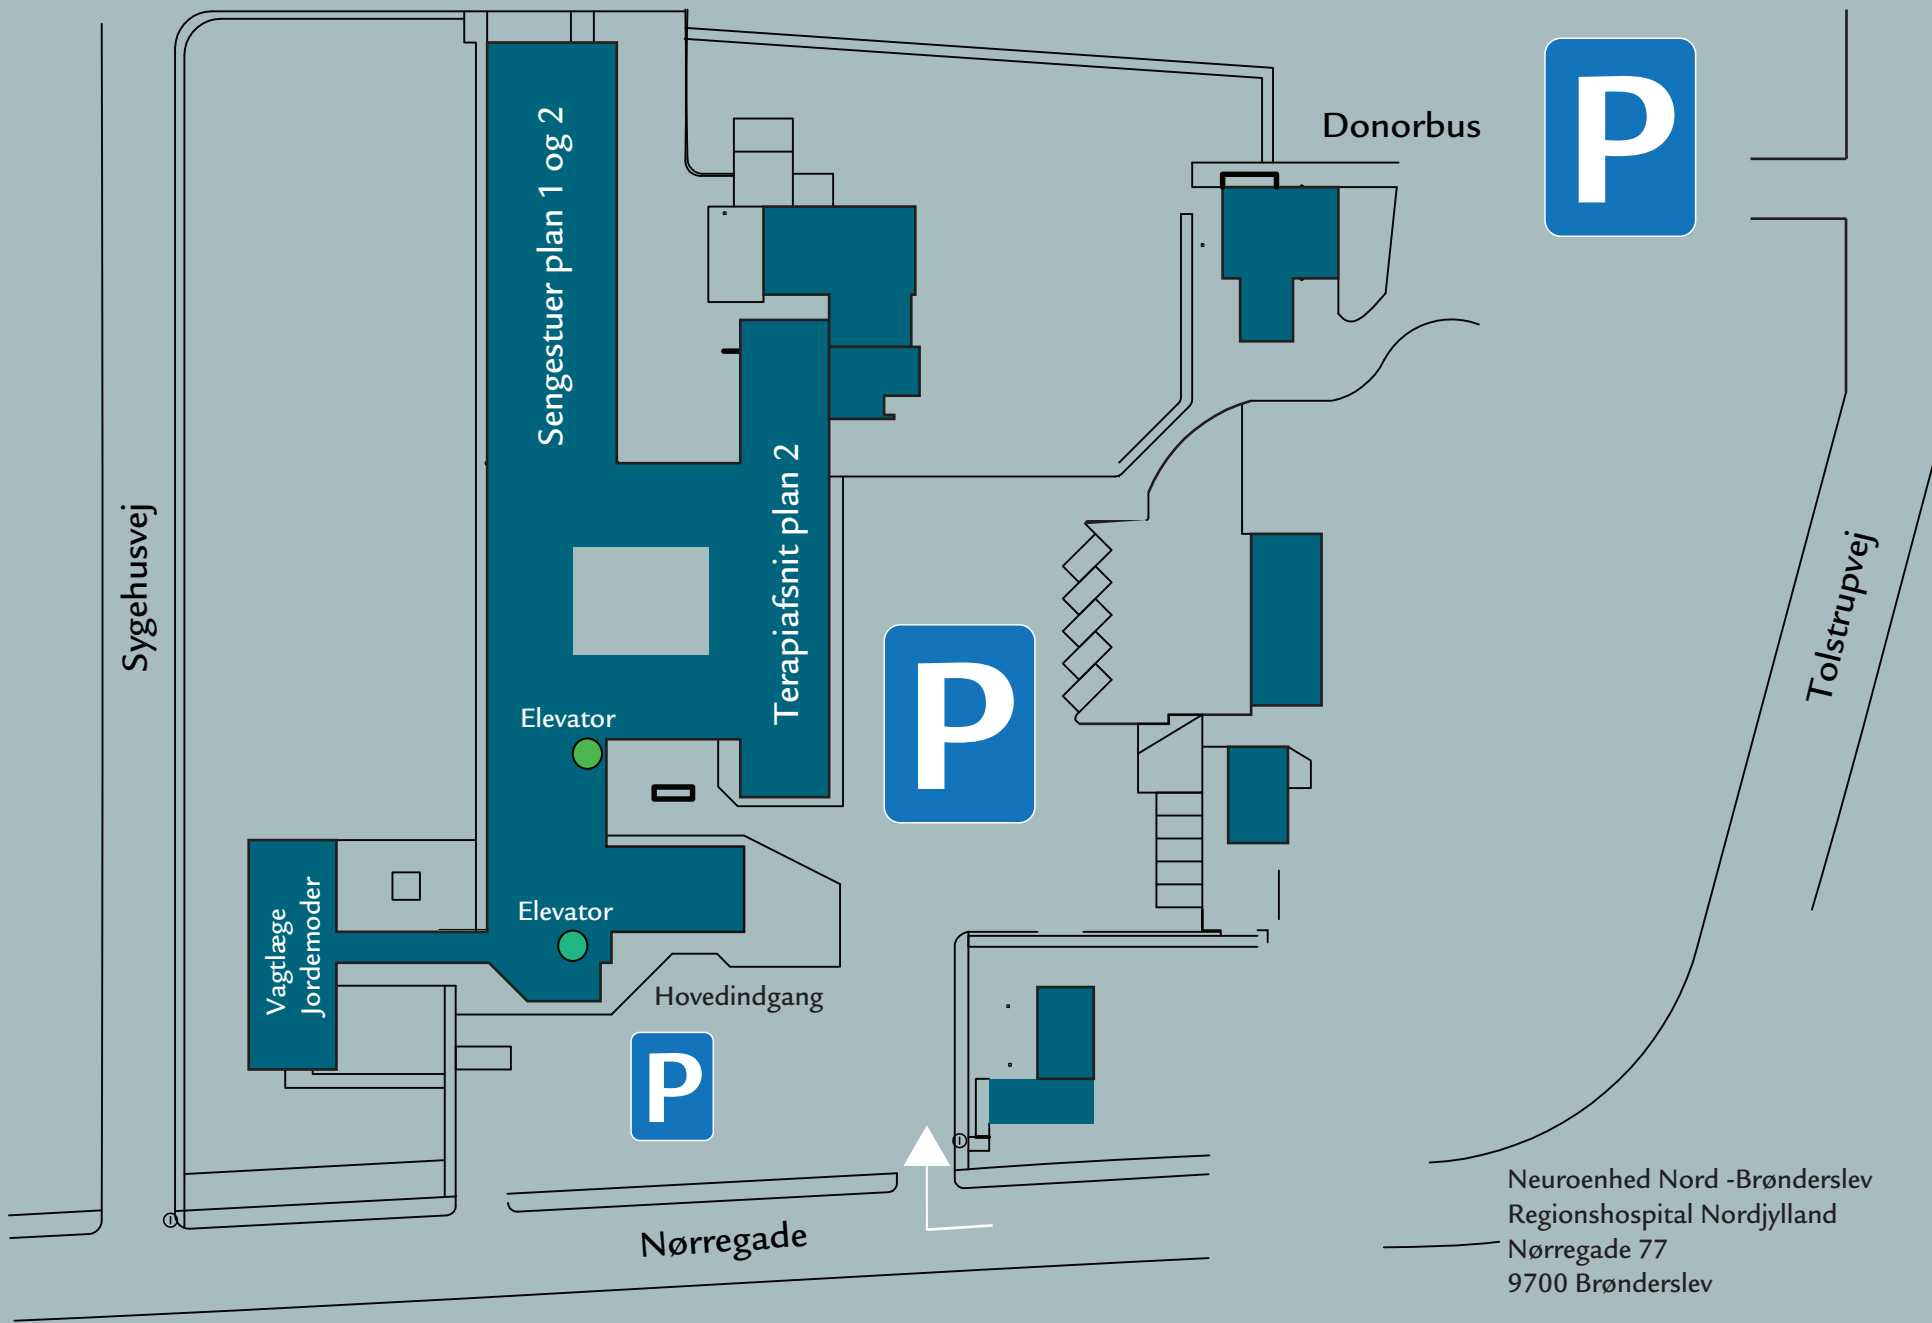 Donorbus
P
Sengestuer plan 1 og 2
Terapiafsnit plan 2
Sygehusvej
Tolstrupvej
P
Elevator
Elevator
Vagtlæge
Jordemoder
Hovedindgang
P
Nørregade
Neuroenhed Nord -Brønderslev
Regionshospital Nordjylland
Nørregade 77
9700 Brønderslev